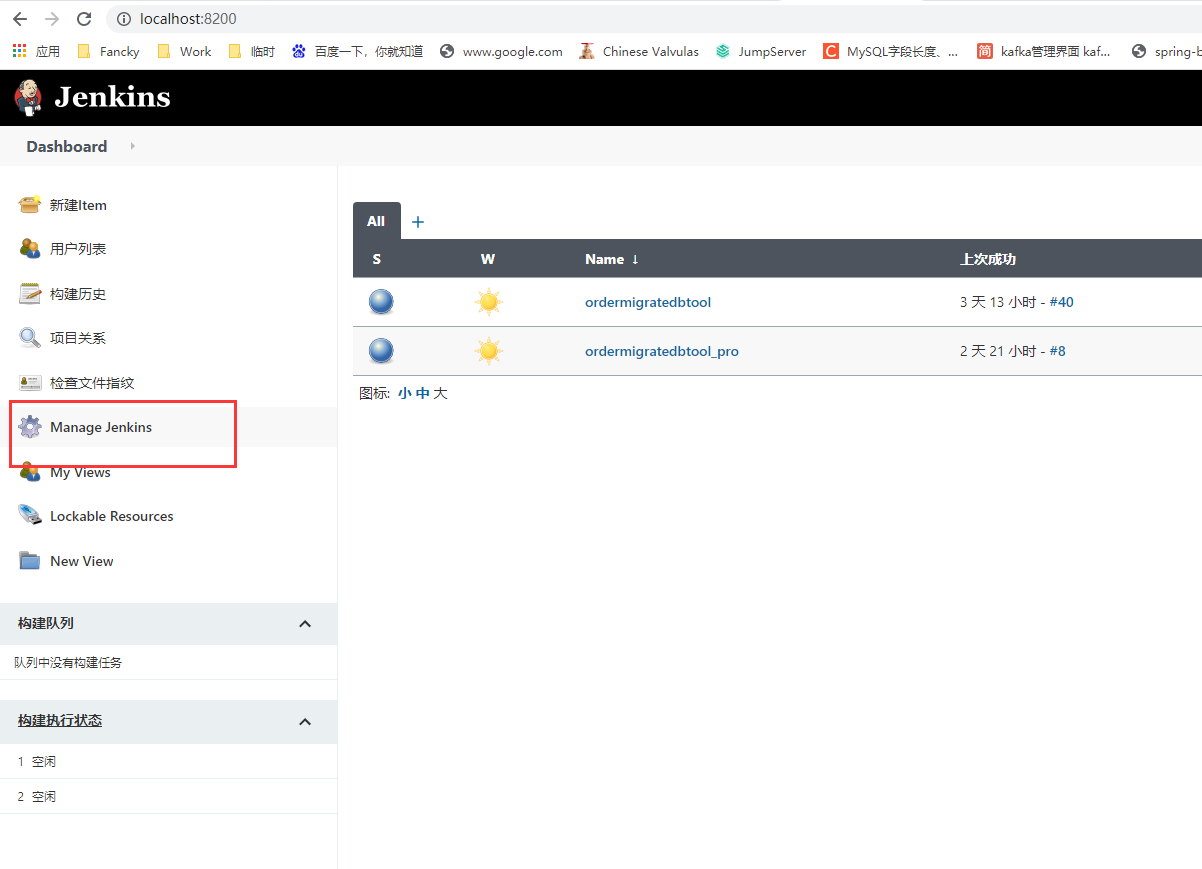 localhost:8200
应用 Fancky Work 临时 百度一下，你就知道 www.google.com Chinese Valvulas JumpServer C MySQL字段长度、... 简 kafka管理界面 kaf... spring-b
Jenkins
Dashboard
新建Item
用户列表
构建历史
项目关系
检查文件指纹
Manage Jenkins
My Views
Lockable Resources
New View
构建队列
队列中没有构建任务
构建执行状态
1 空闲
2 空闲
All +
S W Name ↓ 上次成功
ordermigratedbtool 3 天 13 小时 - #40
ordermigratedbtool_pro 2 天 21 小时 - #8
图标: 小 中 大